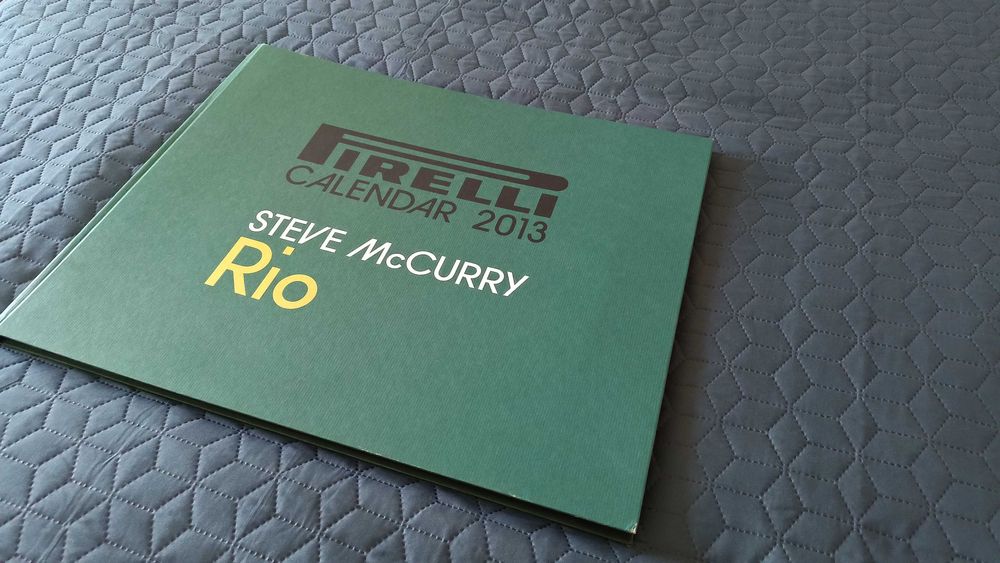 PIRELLI
CALENDAR 2013
STEVE McCURRY
Rio